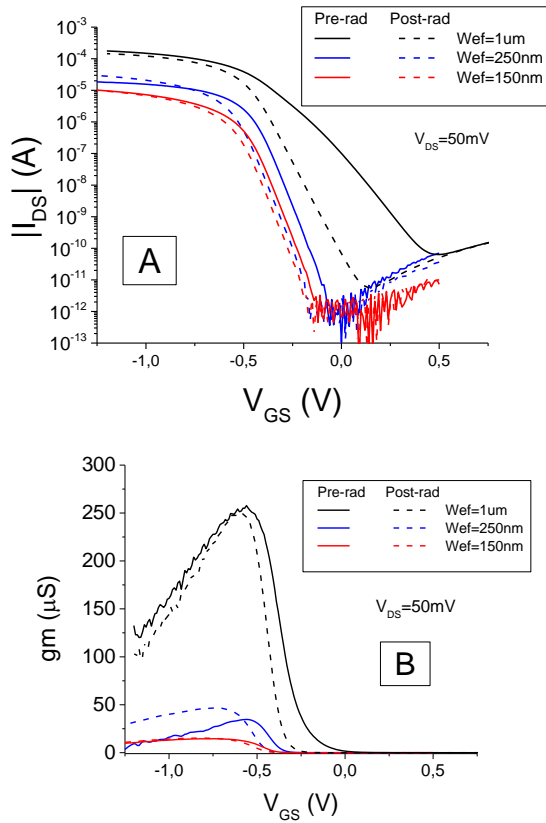 10⁻³
10⁻⁴
10⁻⁵
10⁻⁶
10⁻⁷
10⁻⁸
10⁻⁹
10⁻¹⁰
10⁻¹¹
10⁻¹²
10⁻¹³
|I_DS| (A)
Pre-rad Post-rad
Wef=1um
Wef=250nm
Wef=150nm
V_DS=50mV
A
-1,0 -0,5 0,0 0,5
V_GS (V)
300
250
200
150
100
50
0
gm (μS)
Pre-rad Post-rad
Wef=1um
Wef=250nm
Wef=150nm
V_DS=50mV
B
-1,0 -0,5 0,0 0,5
V_GS (V)